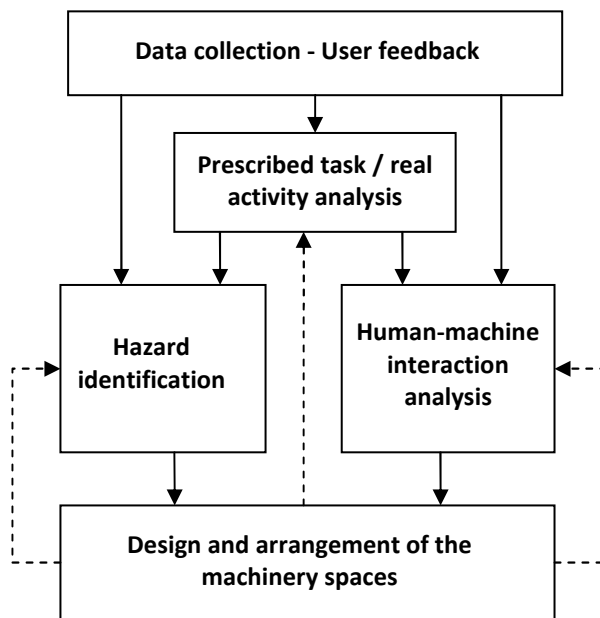 Data collection - User feedback
Prescribed task / real
activity analysis
Hazard
identification
Human-machine
interaction
analysis
Design and arrangement of the
machinery spaces